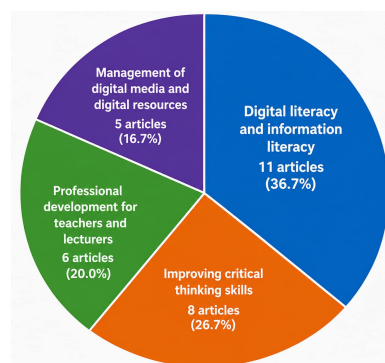 Management of
digital media and
digital resources
5 articles
(16.7%)
Digital literacy
and information
literacy
11 articles
(36.7%)
Professional
development for
teachers and
lecturers
6 articles
(20.0%)
Improving critical
thinking skills
8 articles
(26.7%)